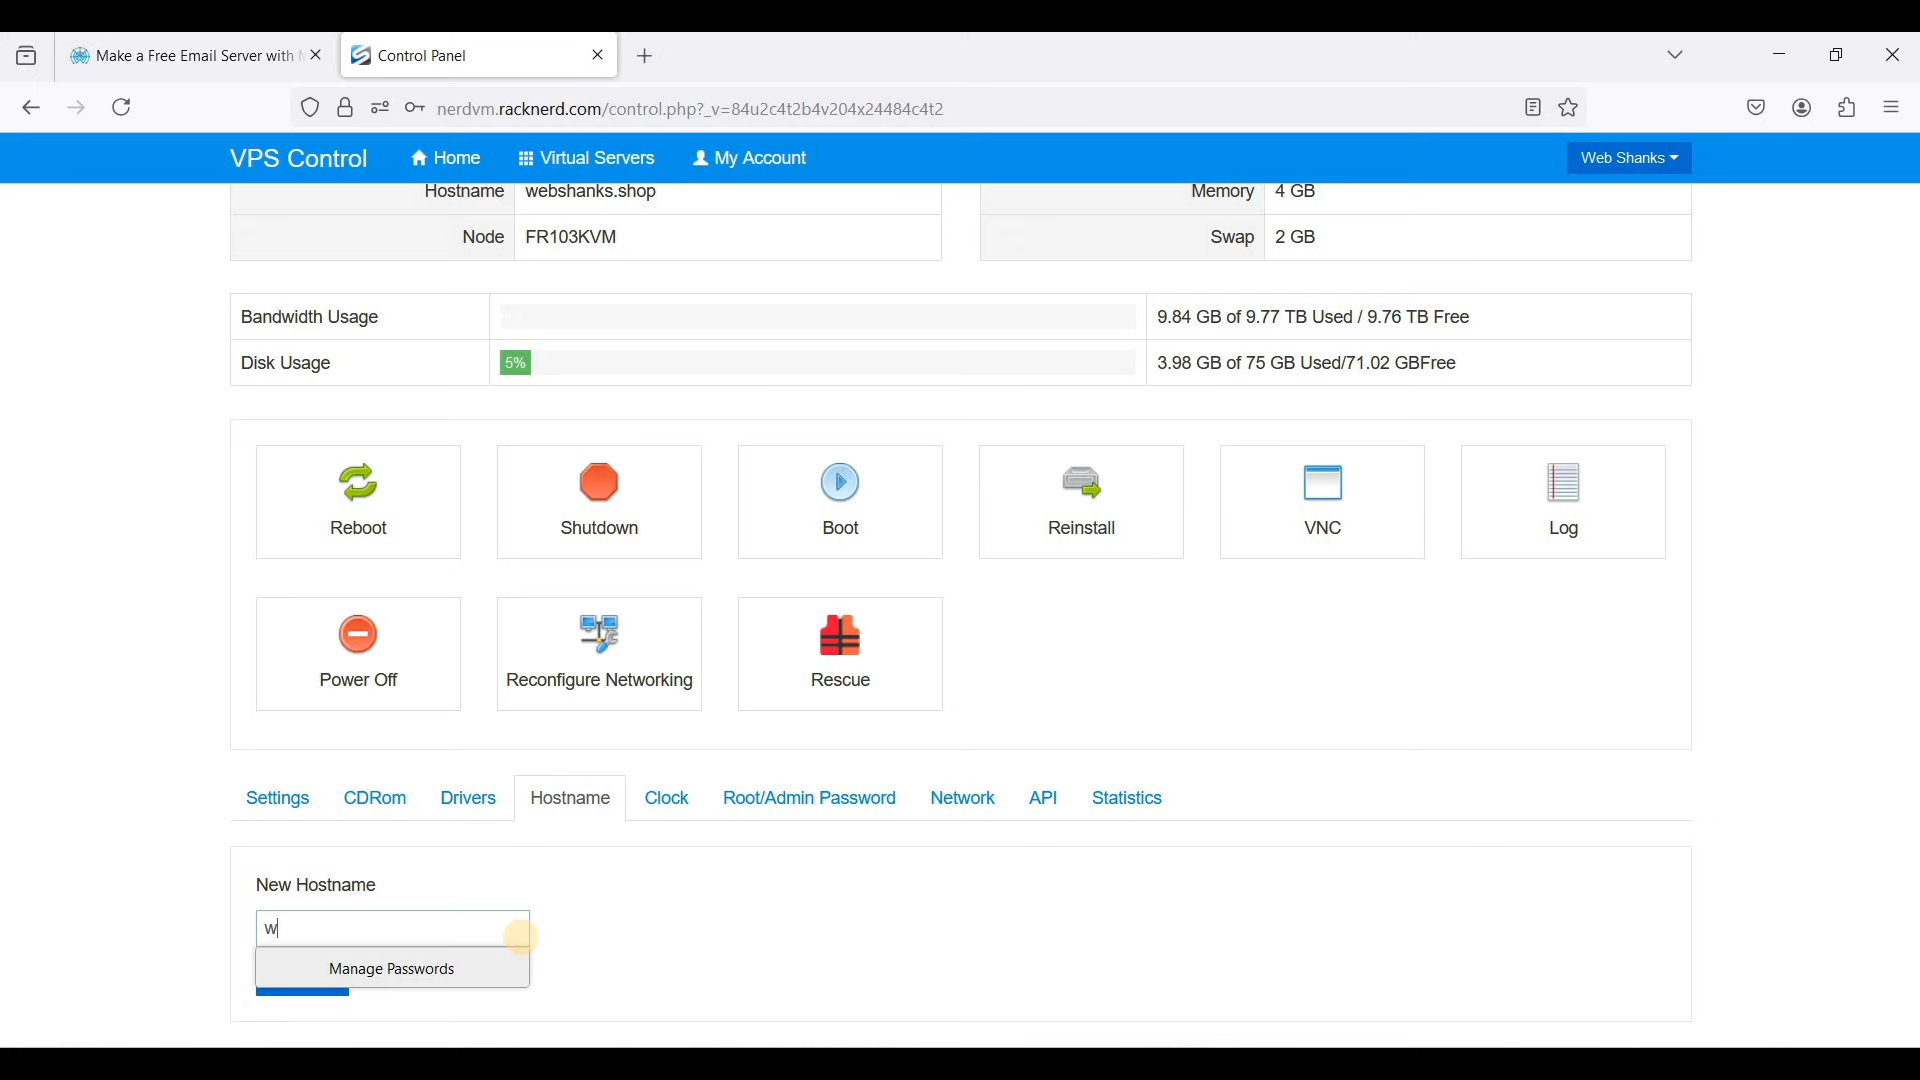 Make a Free Email Server with
Control Panel
nerdvm.racknerd.com/control.php?_v=84u2c4t2b4v204x24484c4t2
VPS Control
Home
Virtual Servers
My Account
Web Shanks
Hostname webshanks.shop
Memory 4 GB
Node FR103KVM
Swap 2 GB
Bandwidth Usage
9.84 GB of 9.77 TB Used / 9.76 TB Free
Disk Usage 5% 3.98 GB of 75 GB Used/71.02 GBFree
Reboot
Shutdown
Boot
Reinstall
VNC
Log
Power Off
Reconfigure Networking
Rescue
Settings CDRom Drivers Hostname Clock Root/Admin Password Network API Statistics
New Hostname
w
Manage Passwords